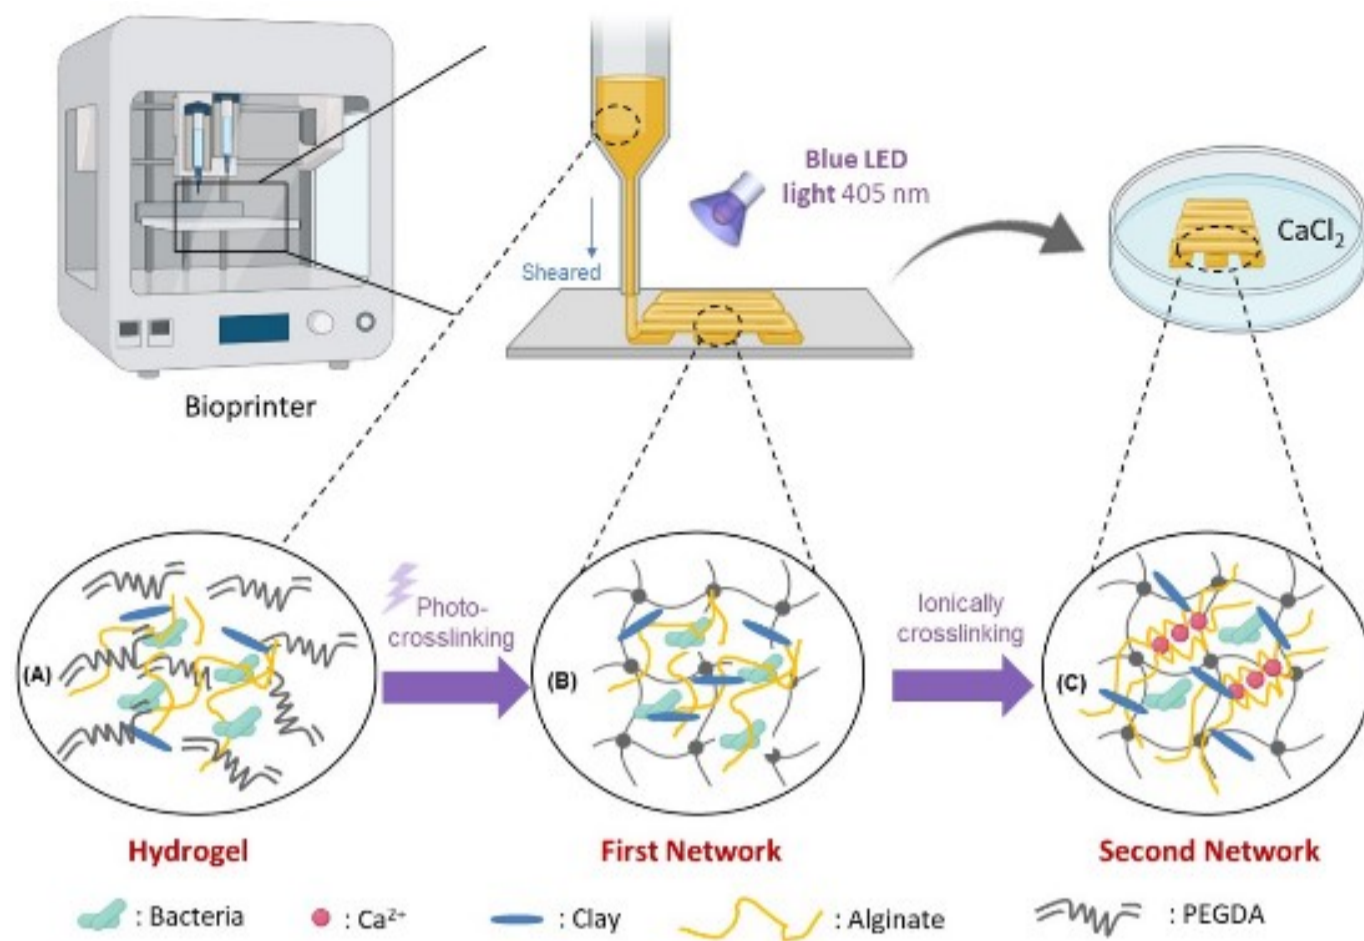 Blue LED
light 405 nm
CaCl₂
Sheared
Bioprinter
Photo-
crosslinking
Ionically
crosslinking
(A)
(B)
(C)
Hydrogel
First Network
Second Network
: Bacteria
: Ca²⁺
: Clay
: Alginate
: PEGDA